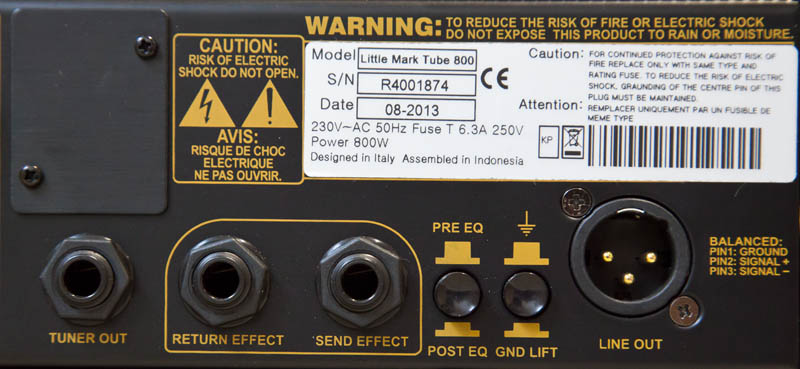 WARNING: TO REDUCE THE RISK OF FIRE OR ELECTRIC SHOCK
DO NOT EXPOSE THIS PRODUCT TO RAIN OR MOISTURE.
CAUTION:
RISK OF ELECTRIC
SHOCK DO NOT OPEN.
AVIS:
RISQUE DE CHOC
ELECTRIQUE
NE PAS OUVRIR.
Model Little Mark Tube 800
S/N R4001874 CE
Date 08-2013
230V~AC 50Hz Fuse T 6.3A 250V
Power 800W
Designed in Italy Assembled in Indonesia
Caution: FOR CONTINUED PROTECTION AGAINST RISK OF
FIRE REPLACE ONLY WITH SAME TYPE AND
RATING FUSE. TO REDUCE THE RISK OF ELECTRIC
SHOCK, GRUNDING OF THE CENTRE PIN OF THIS
PLUG MUST BE MAINTAINED.
Attention: REMPLACER UNIQUEMENT PAR UN FUSIBLE DE
MEME TYPE
KP
TUNER OUT
RETURN EFFECT
SEND EFFECT
PRE EQ
POST EQ
GND LIFT
LINE OUT
BALANCED:
PIN1: GROUND
PIN2: SIGNAL +
PIN3: SIGNAL −